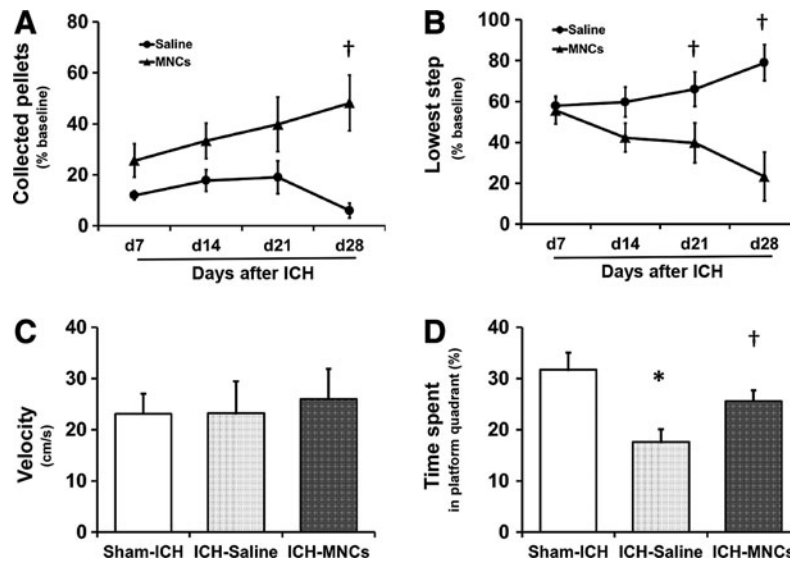 A
Collected pellets
(% baseline)
80
60
40
20
0
Saline
MNCs
†
d7 d14 d21 d28
Days after ICH
B
Lowest step
(% baseline)
100
80
60
40
20
0
Saline
MNCs
† †
d7 d14 d21 d28
Days after ICH
C
Velocity
(cm/s)
40
30
20
10
0
Sham-ICH ICH-Saline ICH-MNCs
D
Time spent
in platform quadrant (%)
40
30
20
10
0
*
†
Sham-ICH ICH-Saline ICH-MNCs